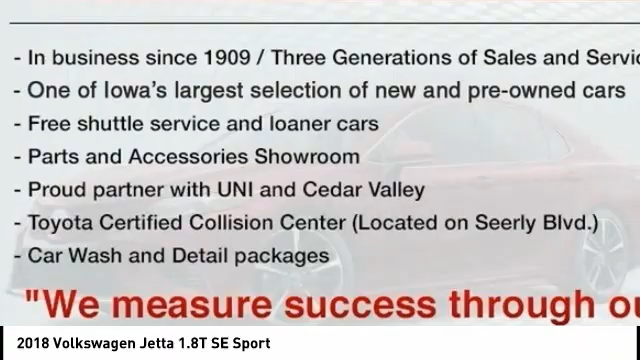 - In business since 1909 / Three Generations of Sales and
- One of Iowa's largest selection of new and pre-owned cars
- Free shuttle service and loaner cars
- Parts and Accessories Showroom
- Proud partner with UNI and Cedar Valley
- Toyota Certified Collision Center (Located on Seerly Blvd.)
- Car Wash and Detail packages
"We measure success through
2018 Volkswagen Jetta 1.8T SE Sport